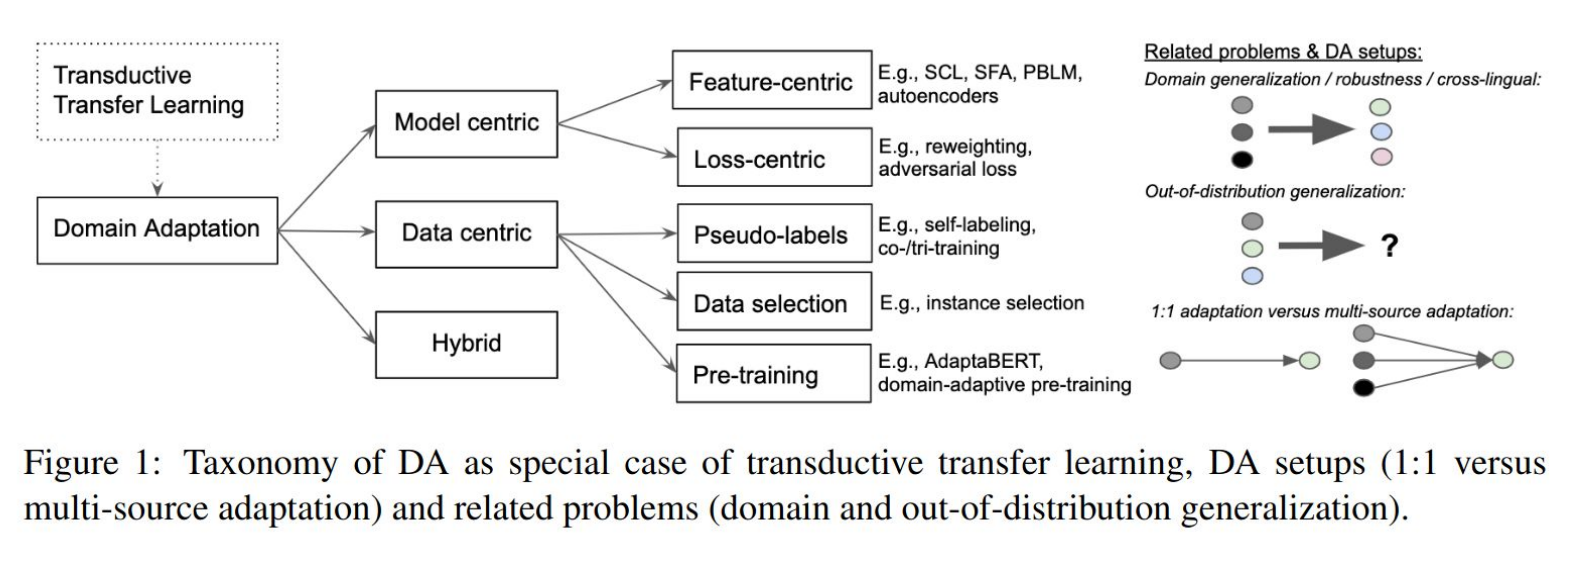 Transductive
Transfer Learning
Domain Adaptation
Model centric
Data centric
Hybrid
Feature-centric
E.g., SCL, SFA, PBLM,
autoencoders
Loss-centric
E.g., reweighting,
adversarial loss
Pseudo-labels
E.g., self-labeling,
co-/tri-training
Data selection
E.g., instance selection
Pre-training
E.g., AdaptaBERT,
domain-adaptive pre-training
Related problems & DA setups:
Domain generalization / robustness / cross-lingual:
Out-of-distribution generalization:
?
1:1 adaptation versus multi-source adaptation:
Figure 1: Taxonomy of DA as special case of transductive transfer learning, DA setups (1:1 versus
multi-source adaptation) and related problems (domain and out-of-distribution generalization).